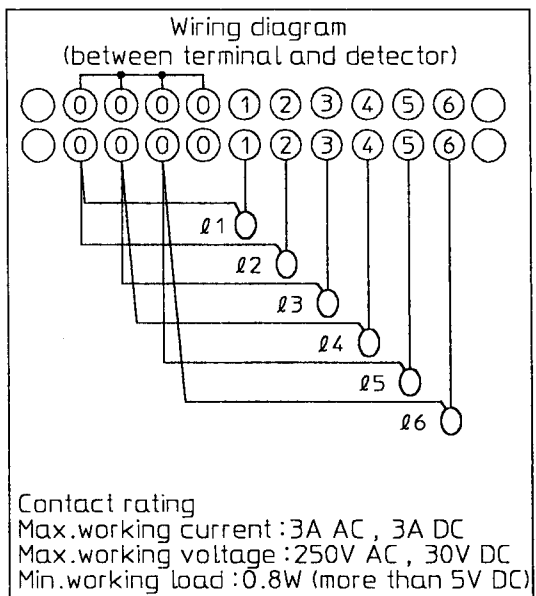 Wiring diagram
(between terminal and detector)
0 0 0 0 1 2 3 4 5 6
0 0 0 0 1 2 3 4 5 6
ℓ1
ℓ2
ℓ3
ℓ4
ℓ5
ℓ6
Contact rating
Max.working current:3A AC, 3A DC
Max.working voltage:250V AC, 30V DC
Min.working load:0.8W (more than 5V DC)